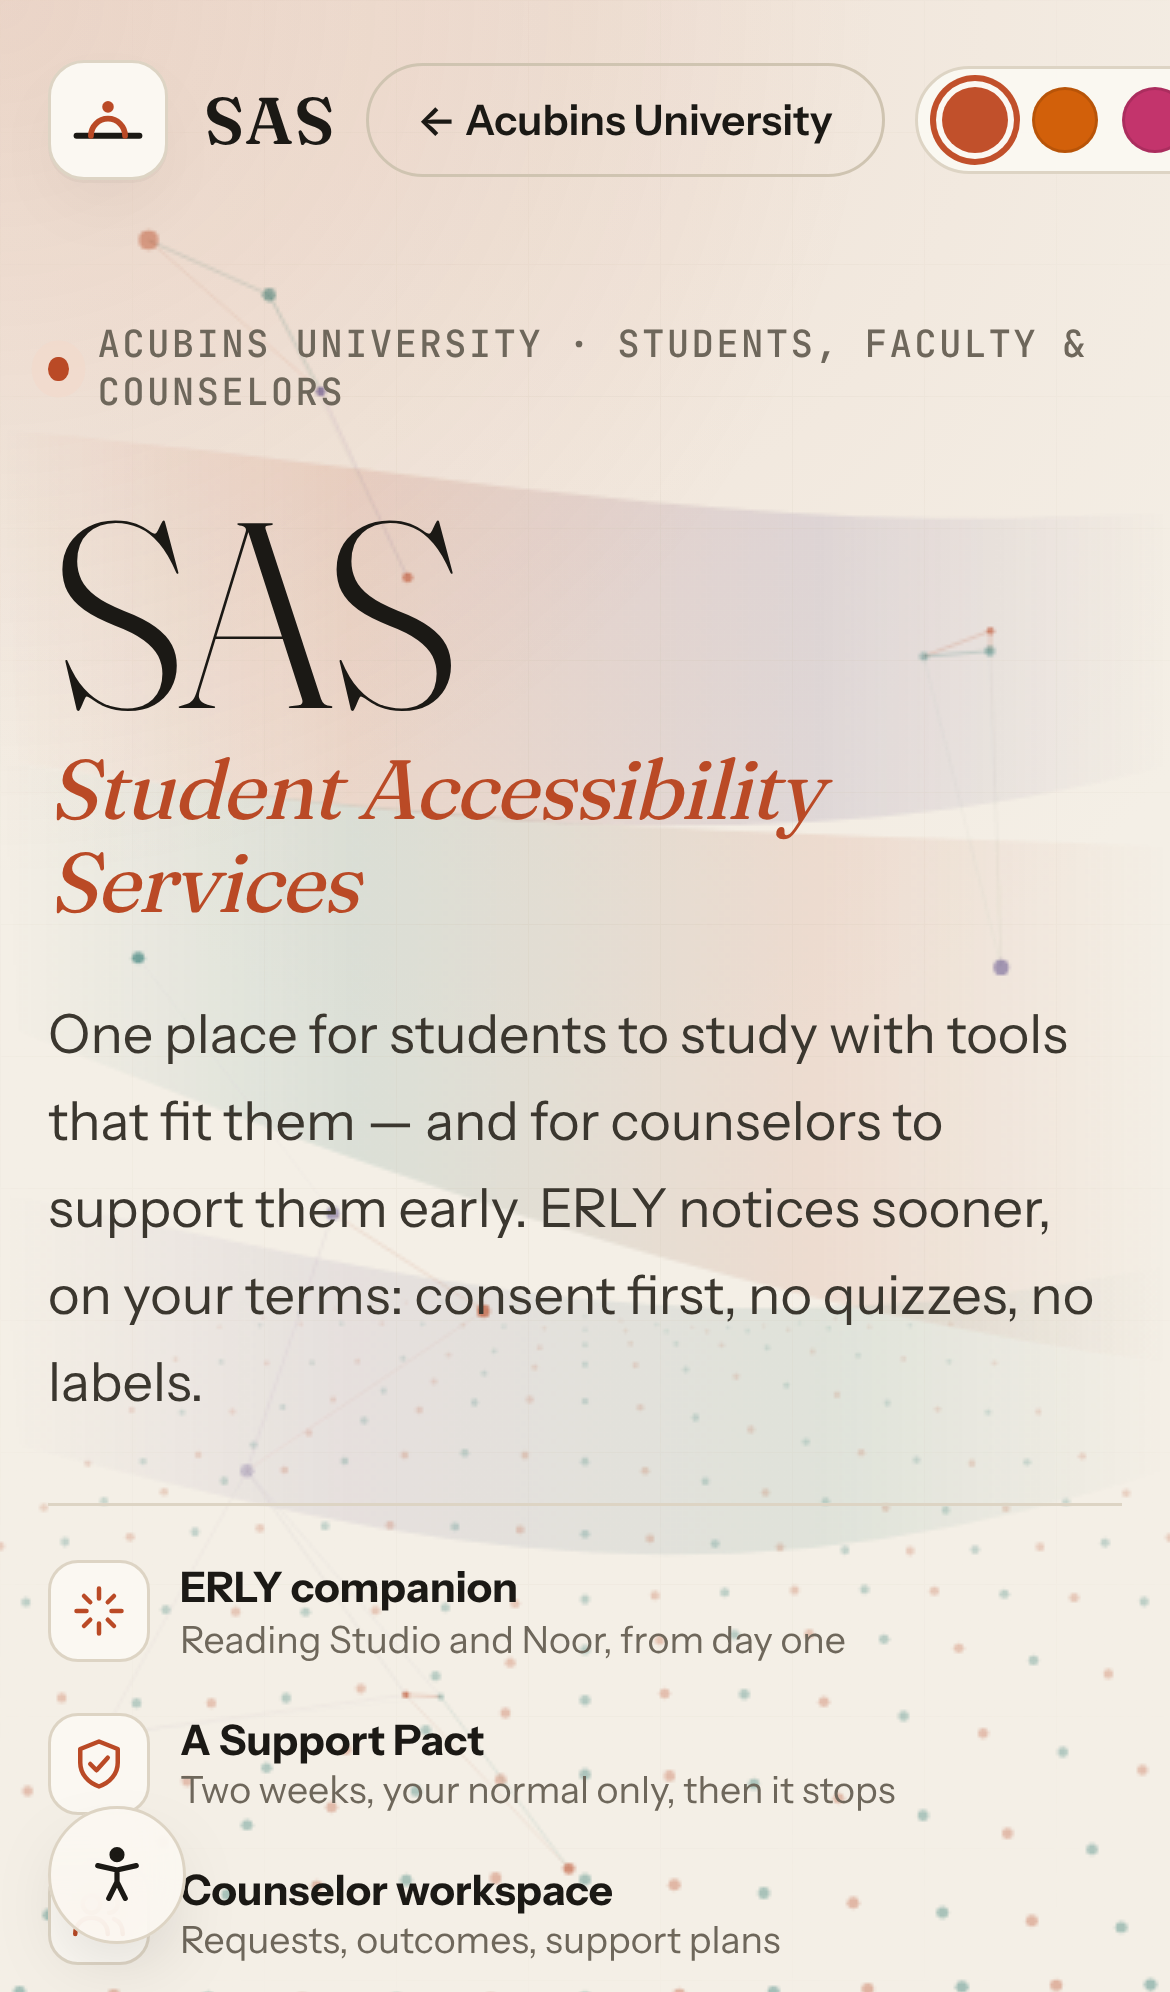 SAS
← Acubins University
ACUBINS UNIVERSITY · STUDENTS, FACULTY &
COUNSELORS
SAS
Student Accessibility
Services
One place for students to study with tools
that fit them — and for counselors to
support them early. ERLY notices sooner,
on your terms: consent first, no quizzes, no
labels.
ERLY companion
Reading Studio and Noor, from day one
A Support Pact
Two weeks, your normal only, then it stops
Counselor workspace
Requests, outcomes, support plans